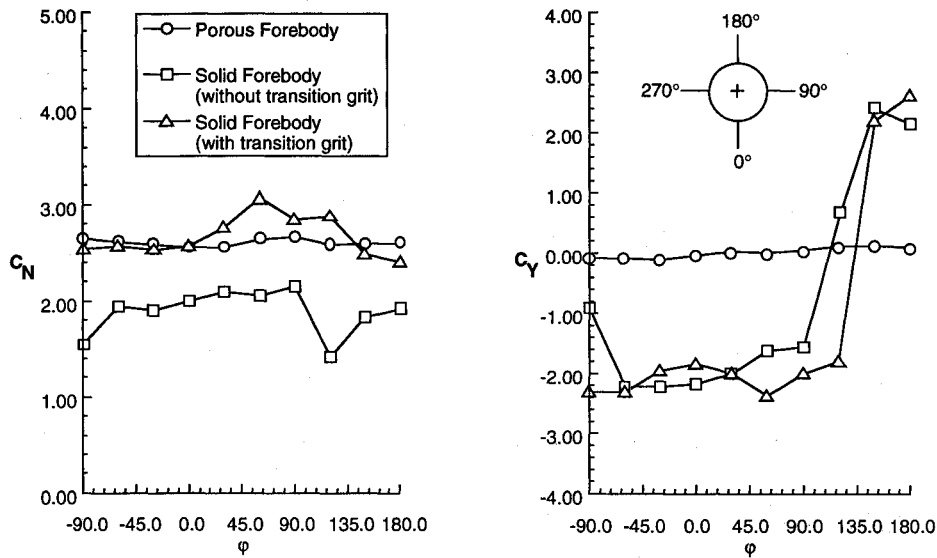 5.00
4.00
3.00
2.00
1.00
0.00
C_N
-90.0 -45.0 0.0 45.0 90.0 135.0 180.0
φ
Porous Forebody
Solid Forebody
(without transition grit)
Solid Forebody
(with transition grit)
4.00
3.00
2.00
1.00
0.00
-1.00
-2.00
-3.00
-4.00
C_Y
180°
270°
90°
0°
-90.0 -45.0 0.0 45.0 90.0 135.0 180.0
φ